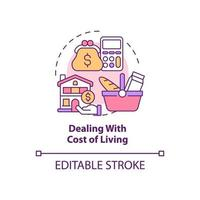 Dealing With
Cost of Living
EDITABLE STROKE